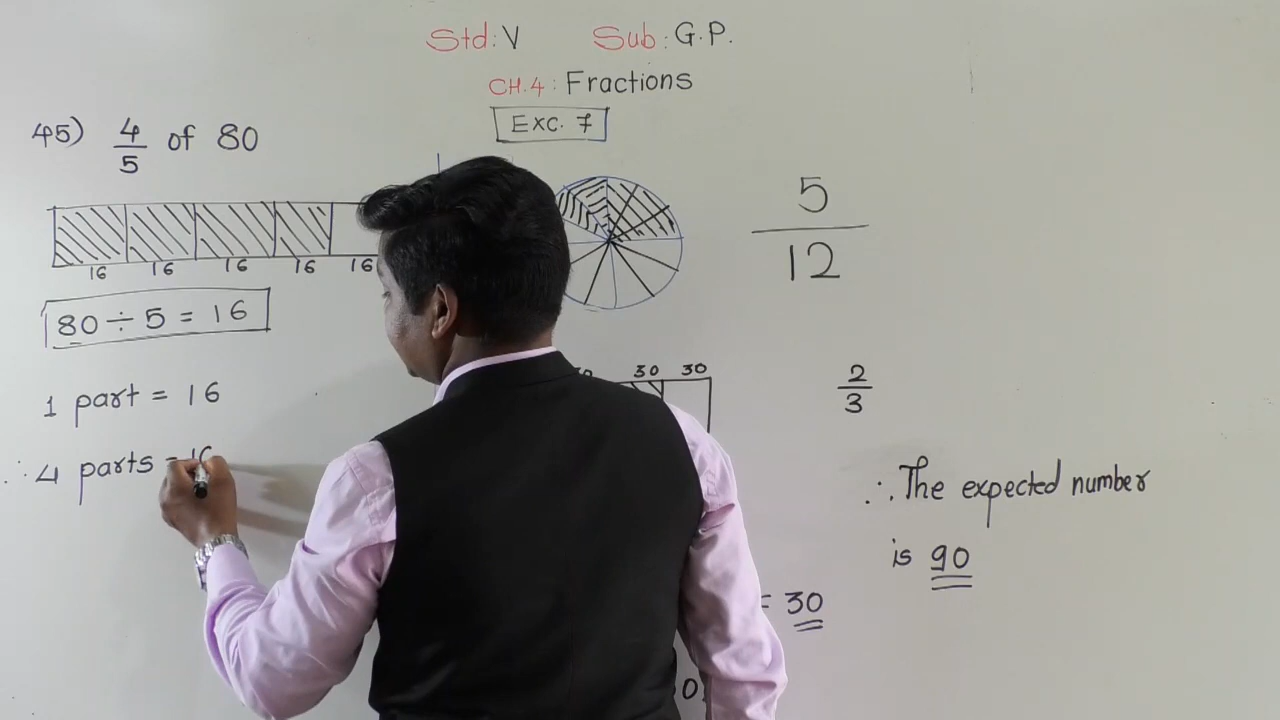 Std: V Sub: G.P.
CH.4: Fractions
Exc. 7
45) 4/5 of 80
16 16 16 16 16
80 ÷ 5 = 16
1 part = 16
∴ 4 parts = 16
5/12
30 30
2/3
∴ The expected number
is 90
= 30